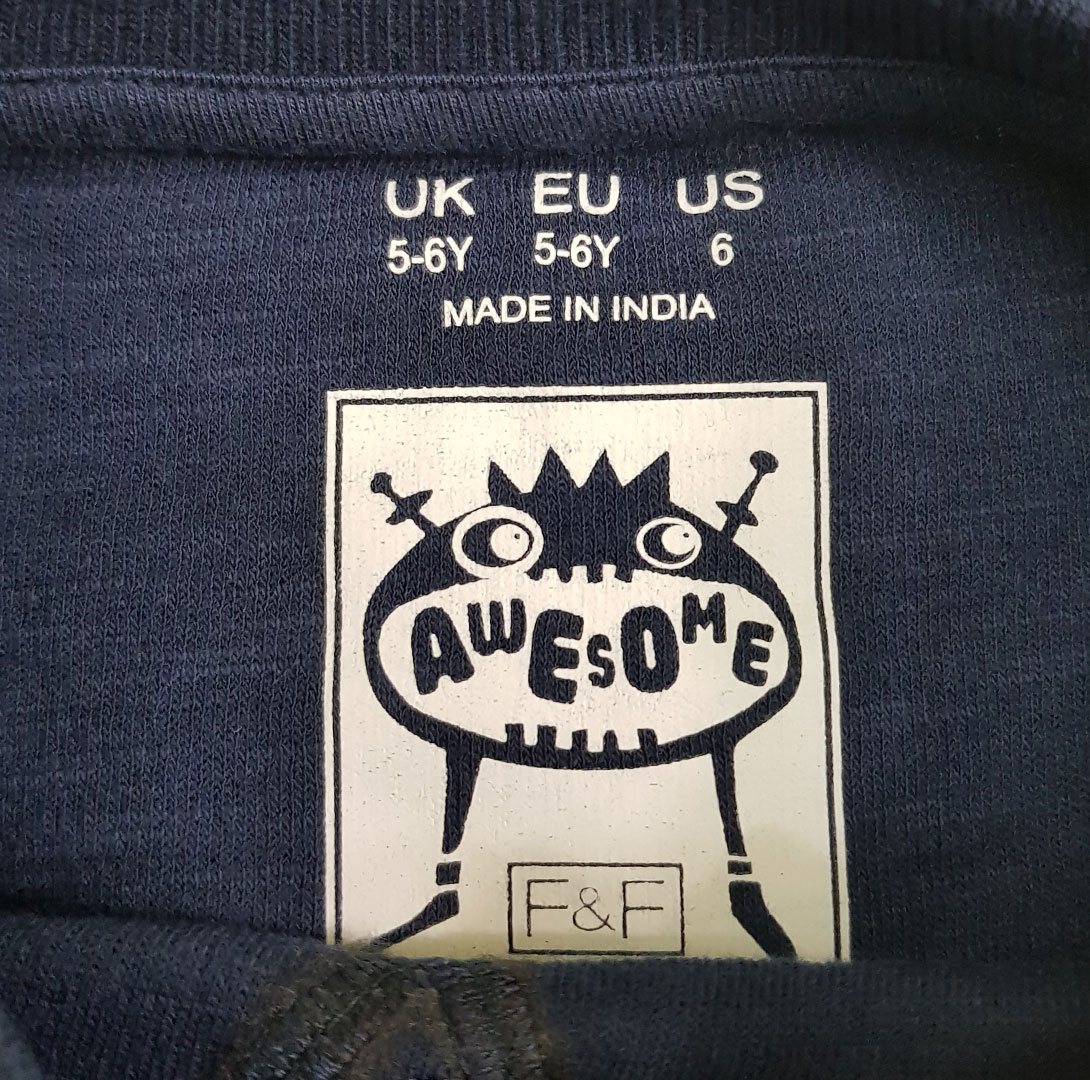 UK EU US
5-6Y 5-6Y 6
MADE IN INDIA
AWESOME
F&F